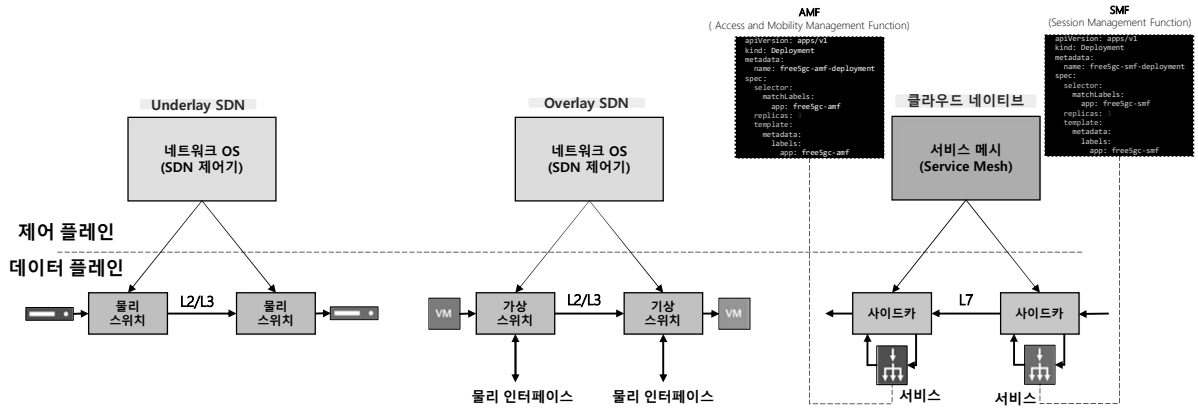 AMF
( Access and Mobility Management Function)
apiVersion: apps/v1
kind: Deployment
metadata:
name: free5gc-amf-deployment
spec:
selector:
matchLabels:
app: free5gc-amf
replicas: 3
template:
metadata:
labels:
app: free5gc-amf
SMF
(Session Management Function)
apiVersion: apps/v1
kind: Deployment
metadata:
name: free5gc-smf-deployment
spec:
selector:
matchLabels:
app: free5gc-smf
replicas: 3
template:
metadata:
labels:
app: free5gc-smf
Underlay SDN
네트워크 OS
(SDN 제어기)
Overlay SDN
네트워크 OS
(SDN 제어기)
클라우드 네이티브
서비스 메시
(Service Mesh)
제어 플레인
데이터 플레인
물리
스위치
L2/L3
물리
스위치
VM
가상
스위치
L2/L3
기상
스위치
VM
물리 인터페이스
물리 인터페이스
사이드카
L7
사이드카
서비스
서비스